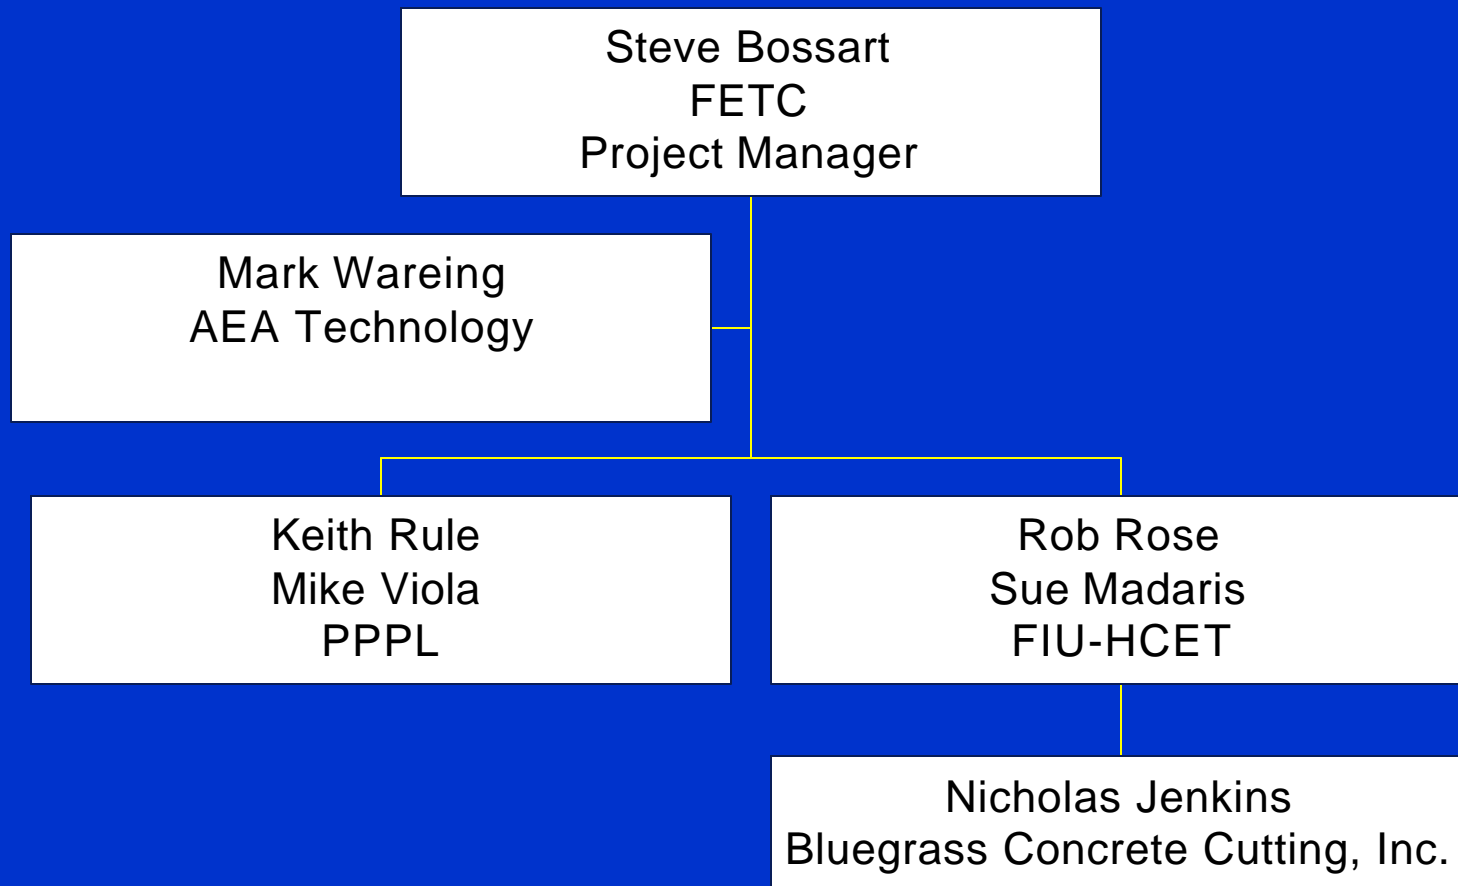 Steve Bossart
FETC
Project Manager
Mark Wareing
AEA Technology
Keith Rule
Mike Viola
PPPL
Rob Rose
Sue Madaris
FIU-HCET
Nicholas Jenkins
Bluegrass Concrete Cutting, Inc.